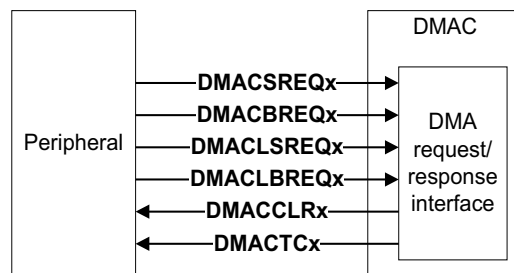 DMAC
DMACSREQx
DMACBREQx
Peripheral
DMACLSREQx
DMACLBREQx
DMACCLRx
DMACTCx
DMA
request/
response
interface